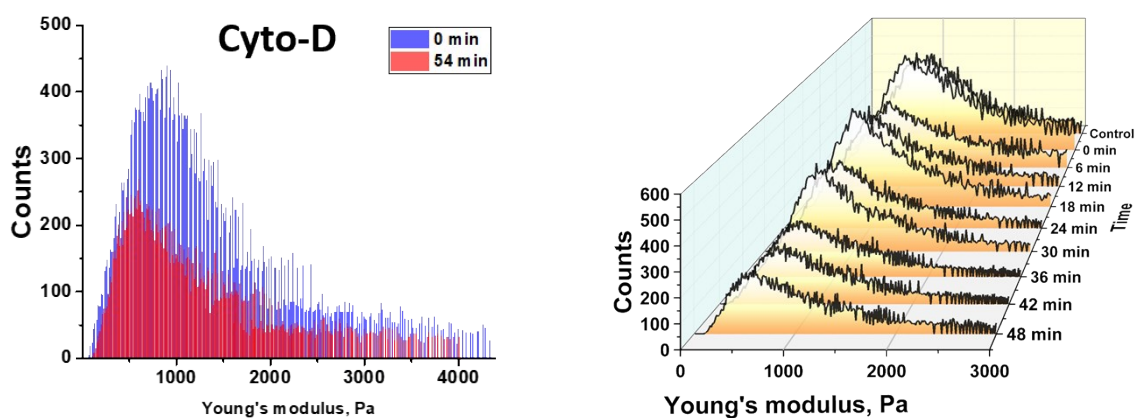 Cyto-D
0 min
54 min
500
400
300
200
100
0
Counts
1000
2000
3000
4000
Young's modulus, Pa
600
500
400
300
200
100
0
Counts
0
1000
2000
3000
Young's modulus, Pa
Control
0 min
6 min
12 min
18 min
24 min
30 min
36 min
42 min
48 min
Time